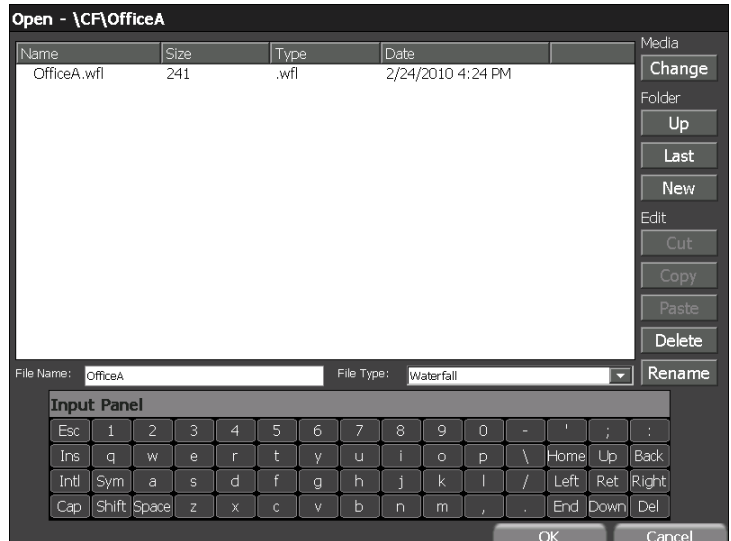 Open - \CF\OfficeA
Name Size Type Date
OfficeA.wfl 241 .wfl 2/24/2010 4:24 PM
Media
Change
Folder
Up
Last
New
Edit
Cut
Copy
Paste
Delete
Rename
File Name: OfficeA File Type: Waterfall
Input Panel
Esc 1 2 3 4 5 6 7 8 9 0 - ' ; :
Ins q w e r t y u i o p \ Home Up Back
Intl Sym a s d f g h j k l / Left Ret Right
Cap Shift Space z x c v b n m , . End Down Del
OK Cancel